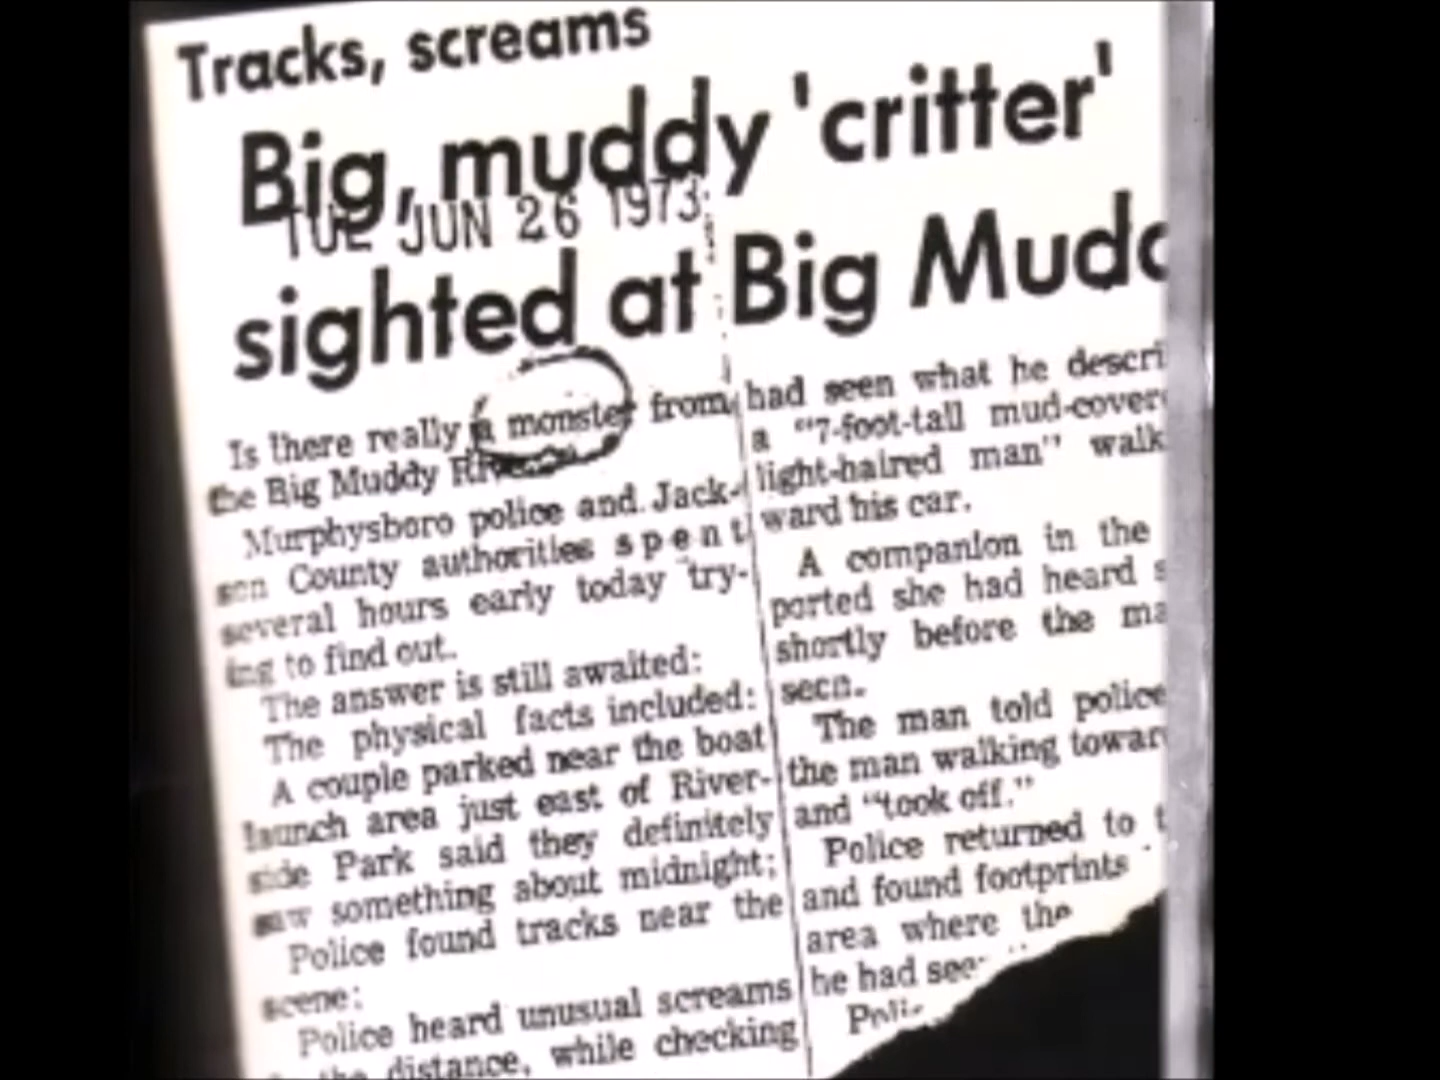 Tracks, screams
Big, muddy 'critter'
TUE JUN 26 1973
sighted at Big Mudd
Is there really a monster from
the Big Muddy River?
Murphysboro police and Jack-
son County authorities spent
several hours early today try-
ing to find out.
The answer is still awaited:
The physical facts included:
A couple parked near the boat
launch area just east of River-
side Park said they definitely
saw something about midnight;
Police found tracks near the
scene:
Police heard unusual screams
the distance, while checking
had seen what he descri
a "7-foot-tall mud-cover
light-haired man" walk
ward his car.
A companion in the
ported she had heard s
shortly before the ma
seen.
The man told police
the man walking towar
and "took off."
Police returned to t
and found footprints
area where the
he had see
Poli